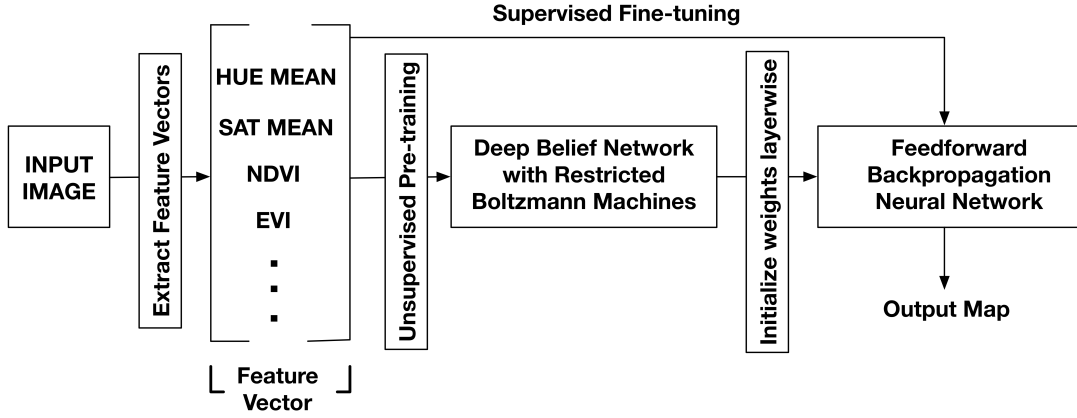 Supervised Fine-tuning
INPUT
IMAGE
Extract Feature Vectors
HUE MEAN
SAT MEAN
NDVI
EVI
Feature
Vector
Unsupervised Pre-training
Deep Belief Network
with Restricted
Boltzmann Machines
Initialize weights layerwise
Feedforward
Backpropagation
Neural Network
Output Map